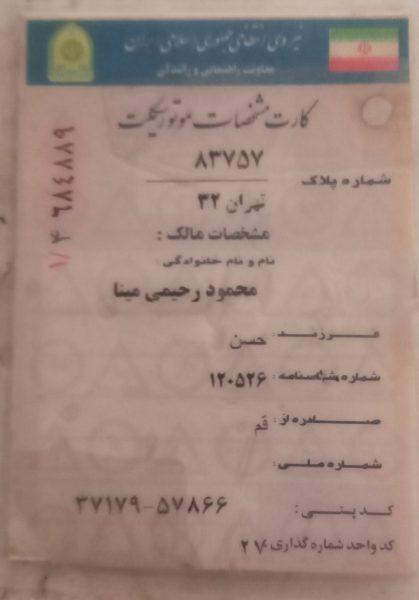 نیروی انتظامی جمهوری اسلامی ایران
معاونت راهنمایی و رانندگی
کارت مشخصات موتورسیکلت
شماره پلاک
۸۳۷۵۷
تهران ۳۲
مشخصات مالک :
نام و نام خانوادگی :
محمود رحیمی مینا
فرزند : حسن
شماره شناسنامه : ۱۲۰۵۲۶
صادره از : قم
شماره ملی :
کد پستی : ۳۷۱۷۹-۵۷۸۶۶
کد واحد شماره گذاری
۶۸۴۸۸۹